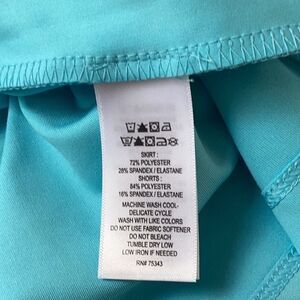 SKIRT :
72% POLYESTER
28% SPANDEX / ELASTANE
SHORTS :
84% POLYESTER
16% SPANDEX / ELASTANE
MACHINE WASH COOL-
DELICATE CYCLE
WASH WITH LIKE COLORS
DO NOT USE FABRIC SOFTENER
DO NOT BLEACH
TUMBLE DRY LOW
LOW IRON IF NEEDED
RN# 75343